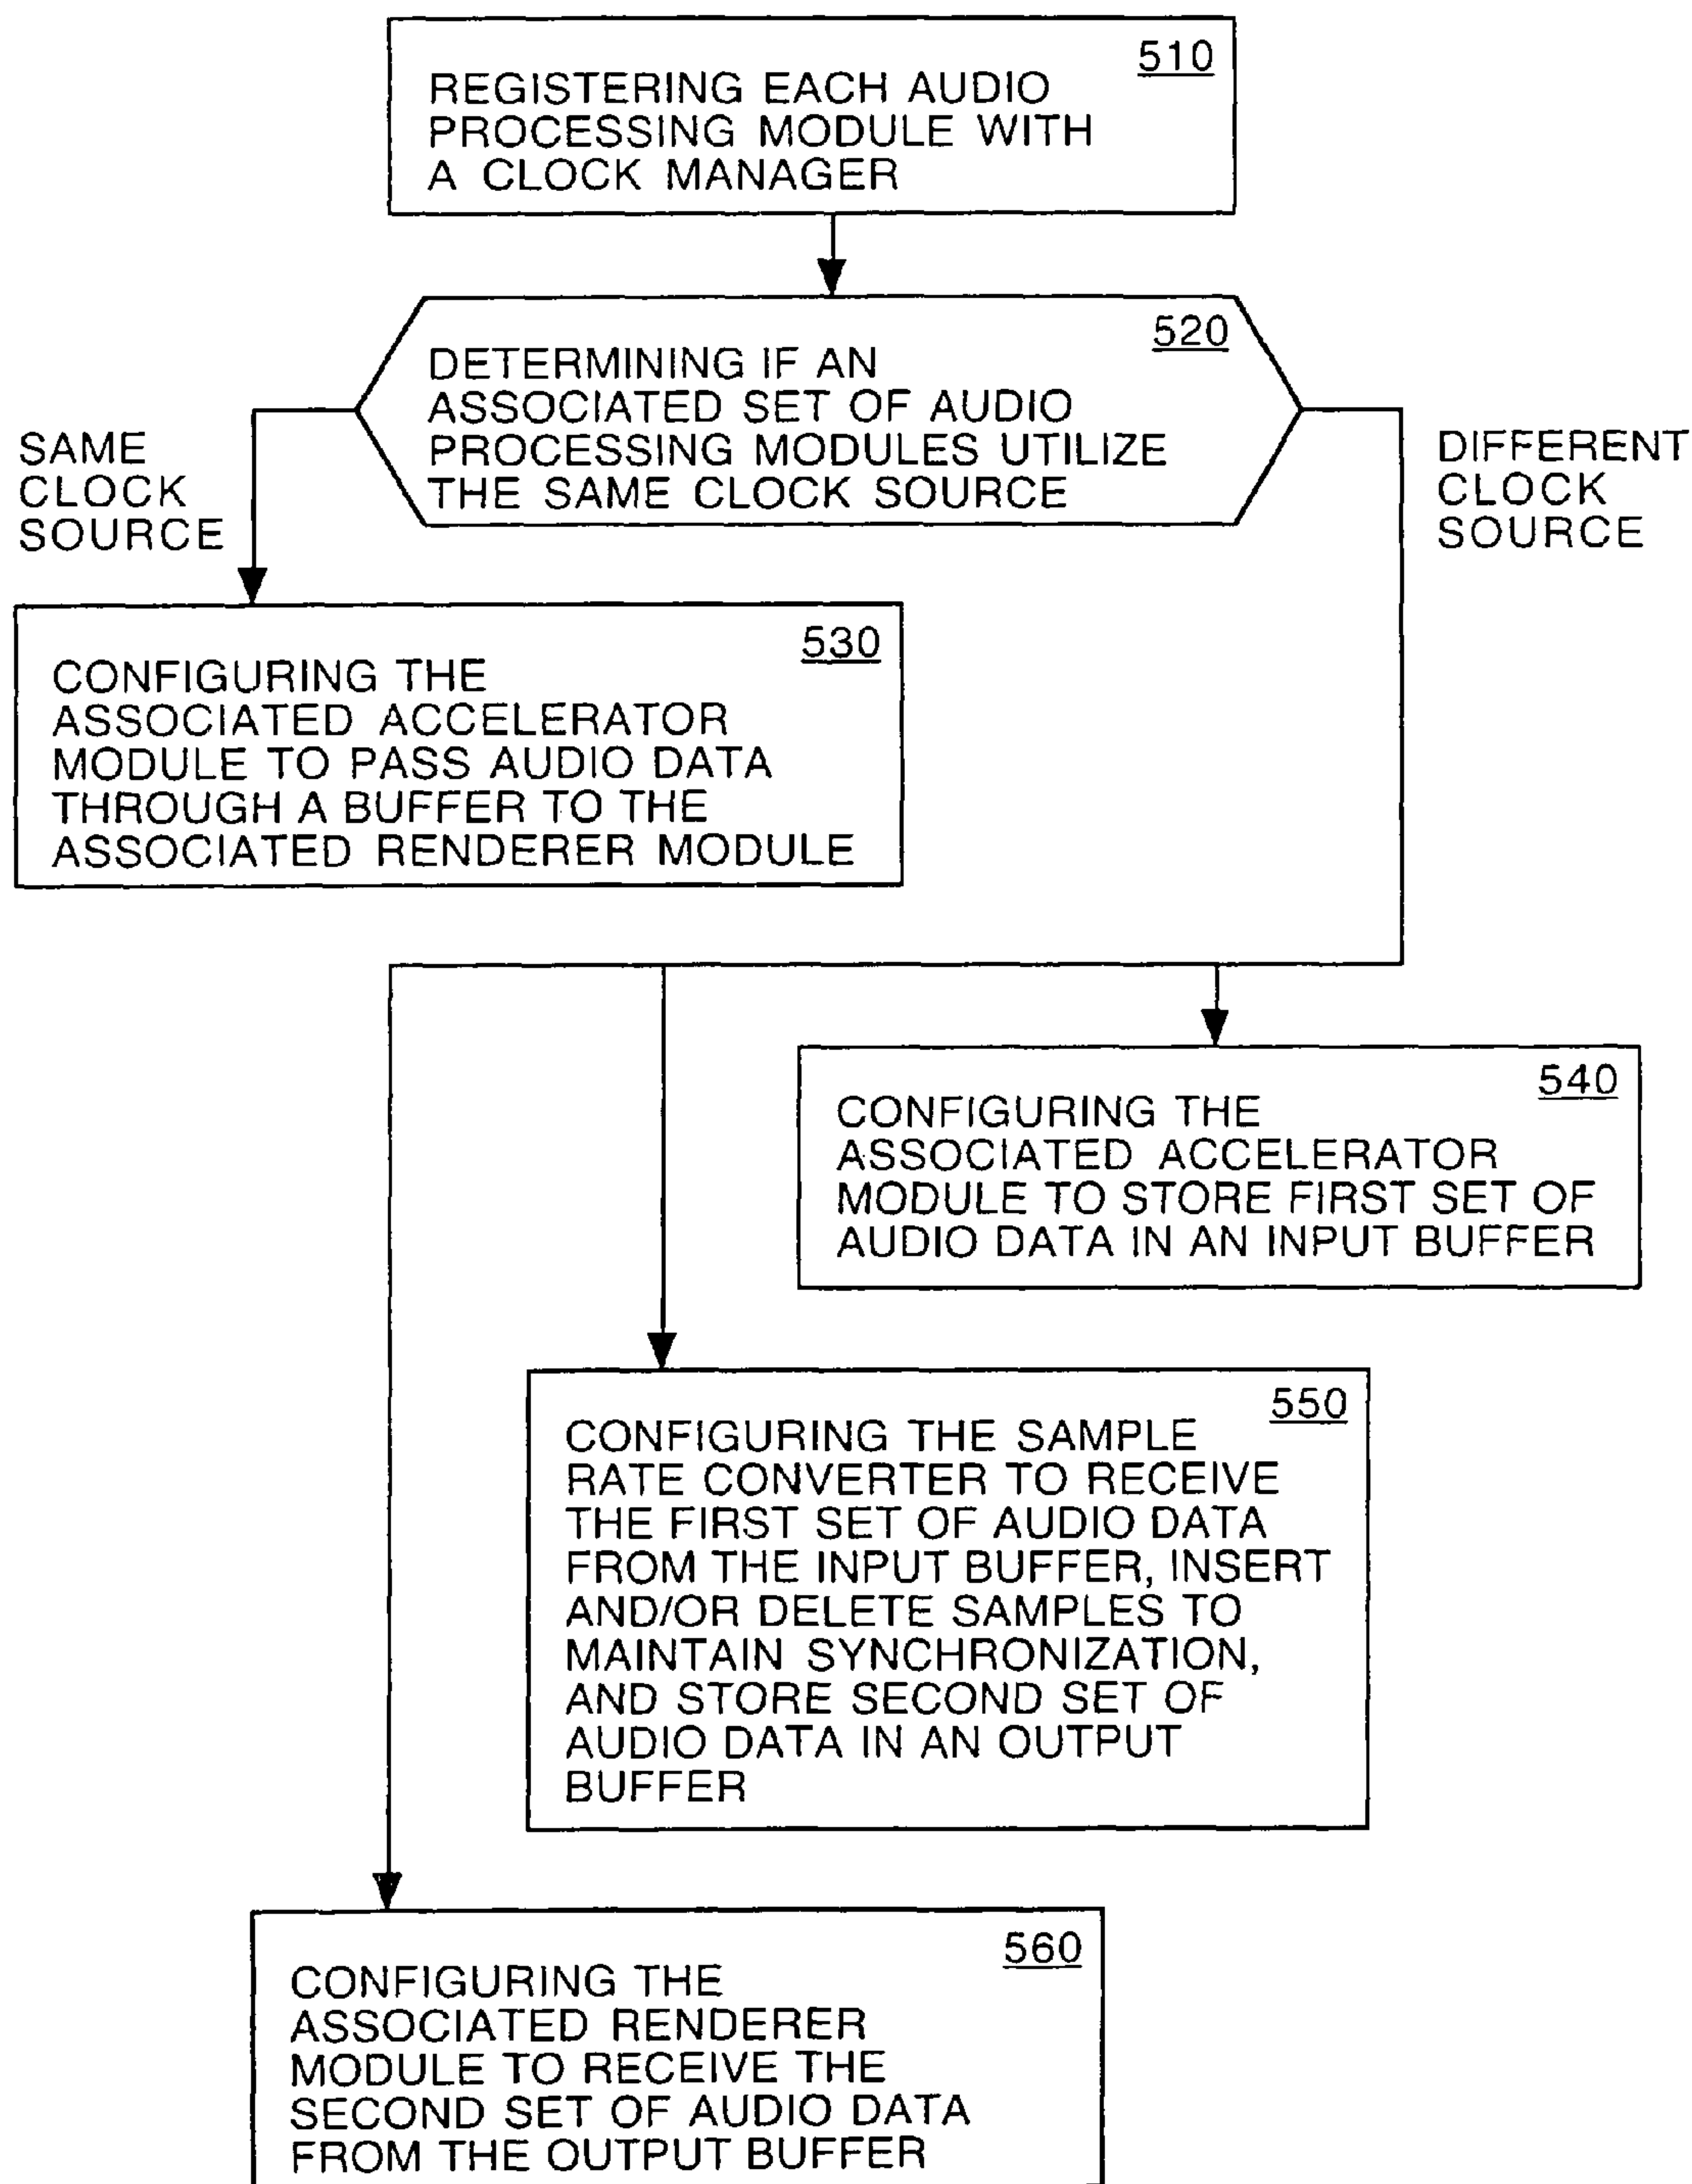 510
REGISTERING EACH AUDIO
PROCESSING MODULE WITH
A CLOCK MANAGER
520
DETERMINING IF AN
ASSOCIATED SET OF AUDIO
PROCESSING MODULES UTILIZE
THE SAME CLOCK SOURCE
SAME
CLOCK
SOURCE
DIFFERENT
CLOCK
SOURCE
530
CONFIGURING THE
ASSOCIATED ACCELERATOR
MODULE TO PASS AUDIO DATA
THROUGH A BUFFER TO THE
ASSOCIATED RENDERER MODULE
540
CONFIGURING THE
ASSOCIATED ACCELERATOR
MODULE TO STORE FIRST SET OF
AUDIO DATA IN AN INPUT BUFFER
550
CONFIGURING THE SAMPLE
RATE CONVERTER TO RECEIVE
THE FIRST SET OF AUDIO DATA
FROM THE INPUT BUFFER, INSERT
AND/OR DELETE SAMPLES TO
MAINTAIN SYNCHRONIZATION,
AND STORE SECOND SET OF
AUDIO DATA IN AN OUTPUT
BUFFER
560
CONFIGURING THE
ASSOCIATED RENDERER
MODULE TO RECEIVE THE
SECOND SET OF AUDIO DATA
FROM THE OUTPUT BUFFER